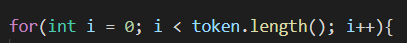 for(int i = 0; i < token.length(); i++){